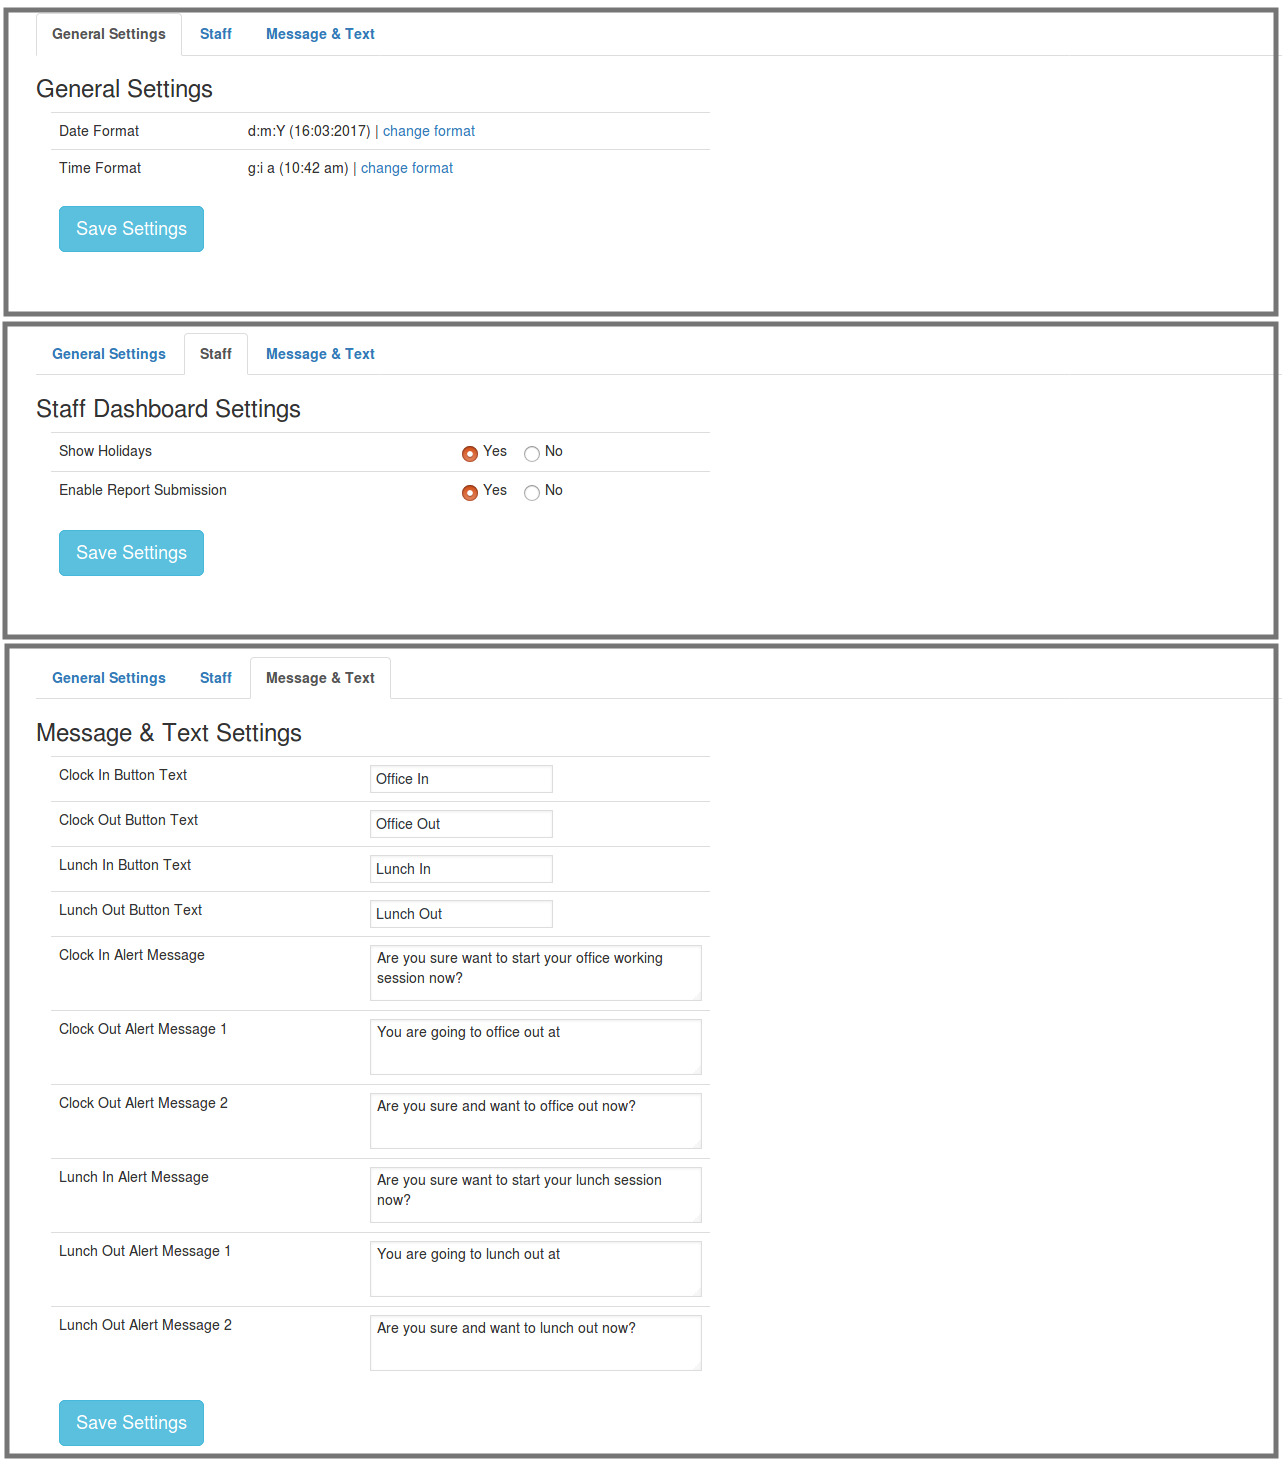 General Settings Staff Message & Text
General Settings
Date Format d:m:Y (16:03:2017) | change format
Time Format g:i a (10:42 am) | change format
Save Settings
General Settings Staff Message & Text
Staff Dashboard Settings
Show Holidays Yes No
Enable Report Submission Yes No
Save Settings
General Settings Staff Message & Text
Message & Text Settings
Clock In Button Text Office In
Clock Out Button Text Office Out
Lunch In Button Text Lunch In
Lunch Out Button Text Lunch Out
Clock In Alert Message Are you sure want to start your office working
session now?
Clock Out Alert Message 1 You are going to office out at
Clock Out Alert Message 2 Are you sure and want to office out now?
Lunch In Alert Message Are you sure want to start your lunch session
now?
Lunch Out Alert Message 1 You are going to lunch out at
Lunch Out Alert Message 2 Are you sure and want to lunch out now?
Save Settings